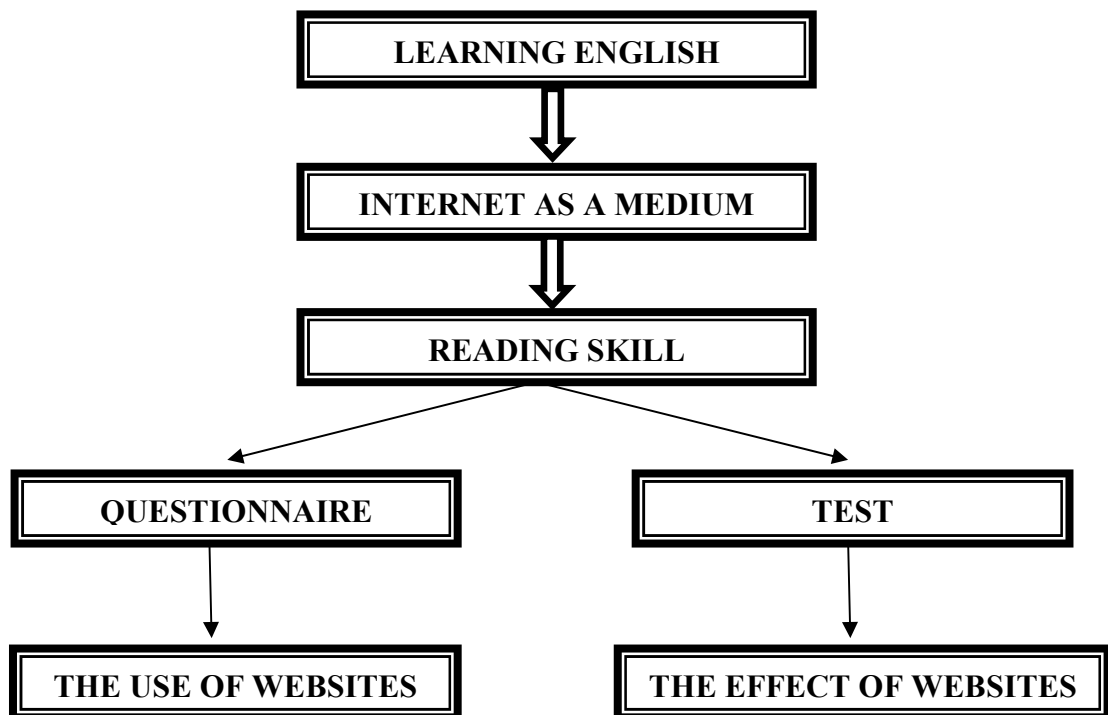 LEARNING ENGLISH
INTERNET AS A MEDIUM
READING SKILL
QUESTIONNAIRE
TEST
THE USE OF WEBSITES
THE EFFECT OF WEBSITES